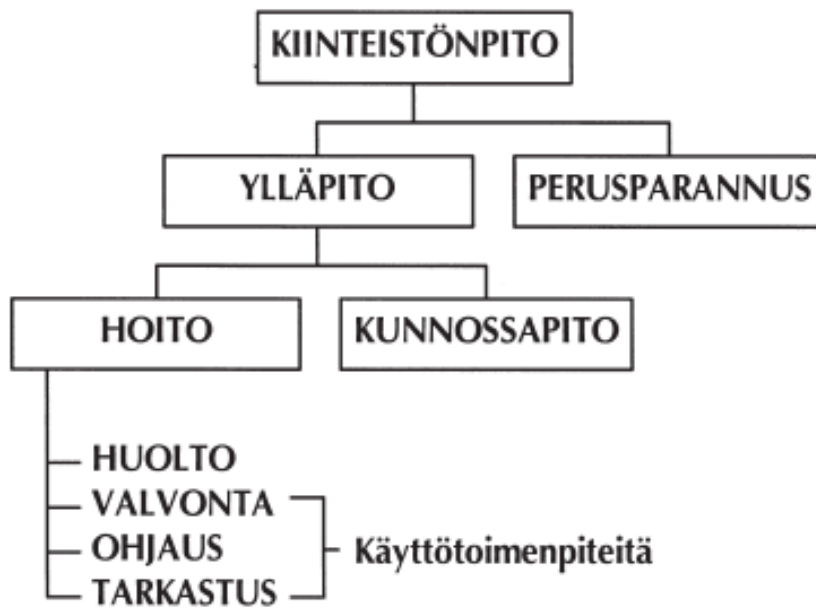 KIINTEISTÖNPITO
YLLÄPITO
PERUSPARANNUS
HOITO
KUNNOSSAPITO
HUOLTO
VALVONTA
OHJAUS
TARKASTUS
Käyttötoimenpiteitä